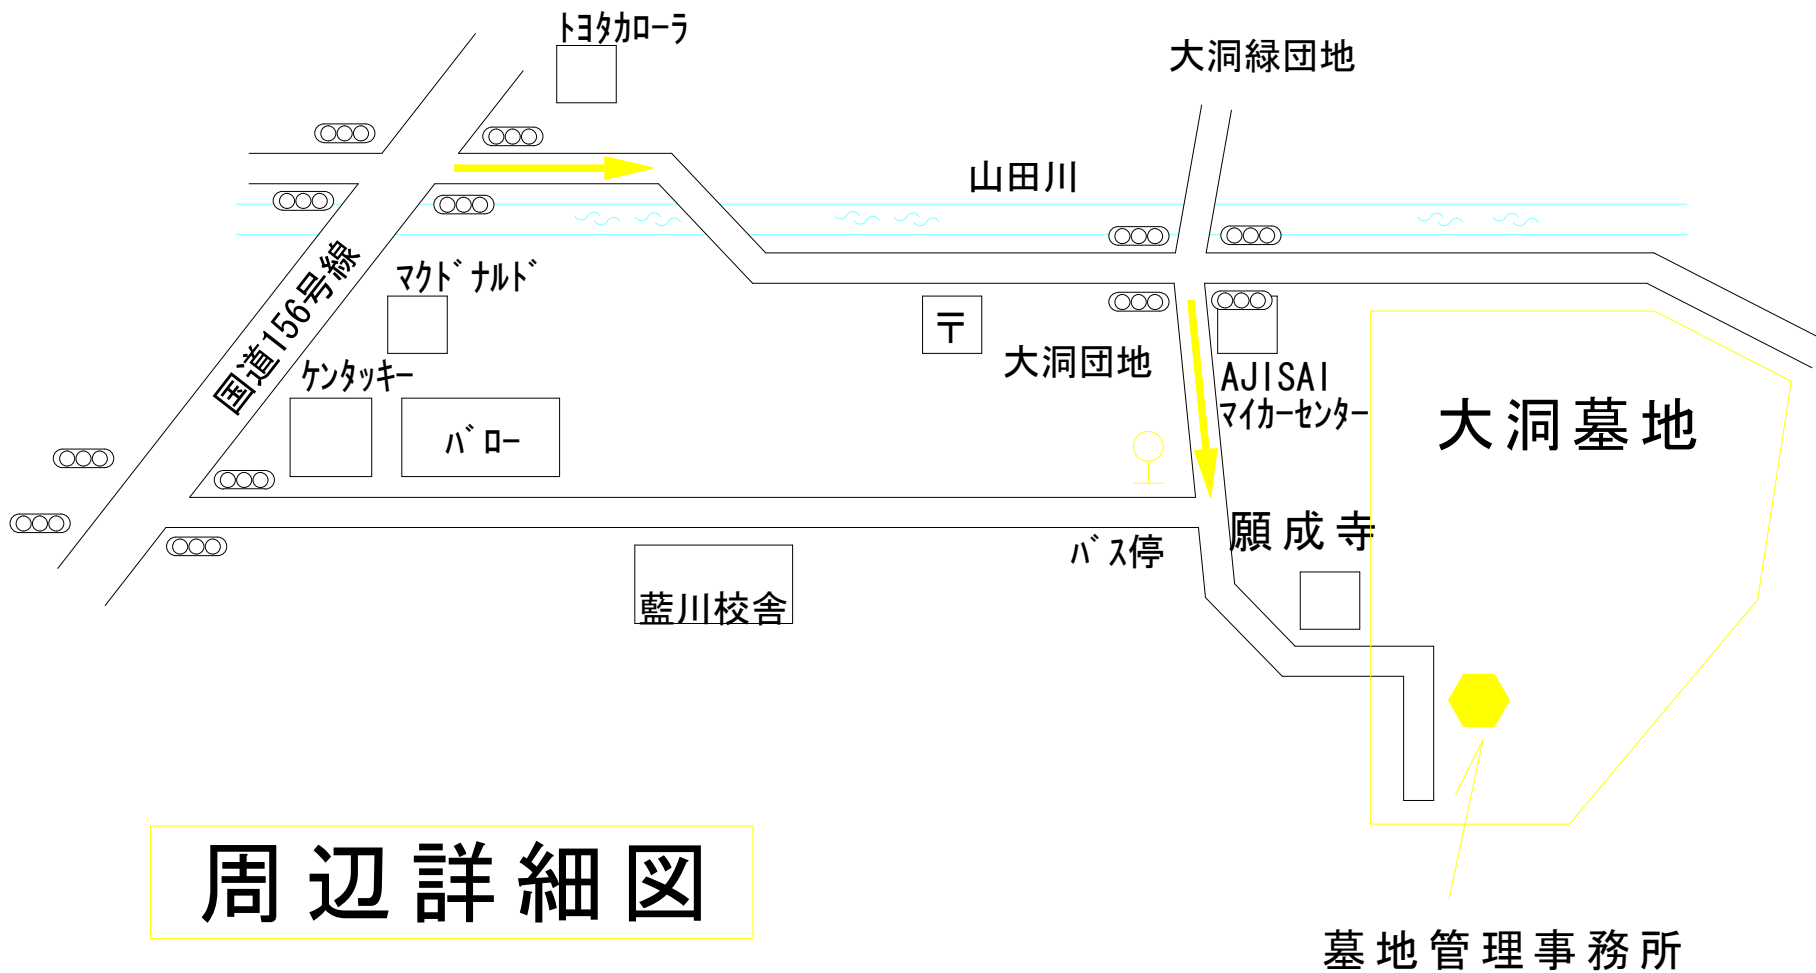 トヨタカローラ
大洞緑団地
山田川
国道156号線
マクドナルド
〒
大洞団地
ケンタッキー
AJISAI
マイカーセンター
大洞墓地
バロー
願成寺
バス停
藍川校舎
周辺詳細図
墓地管理事務所